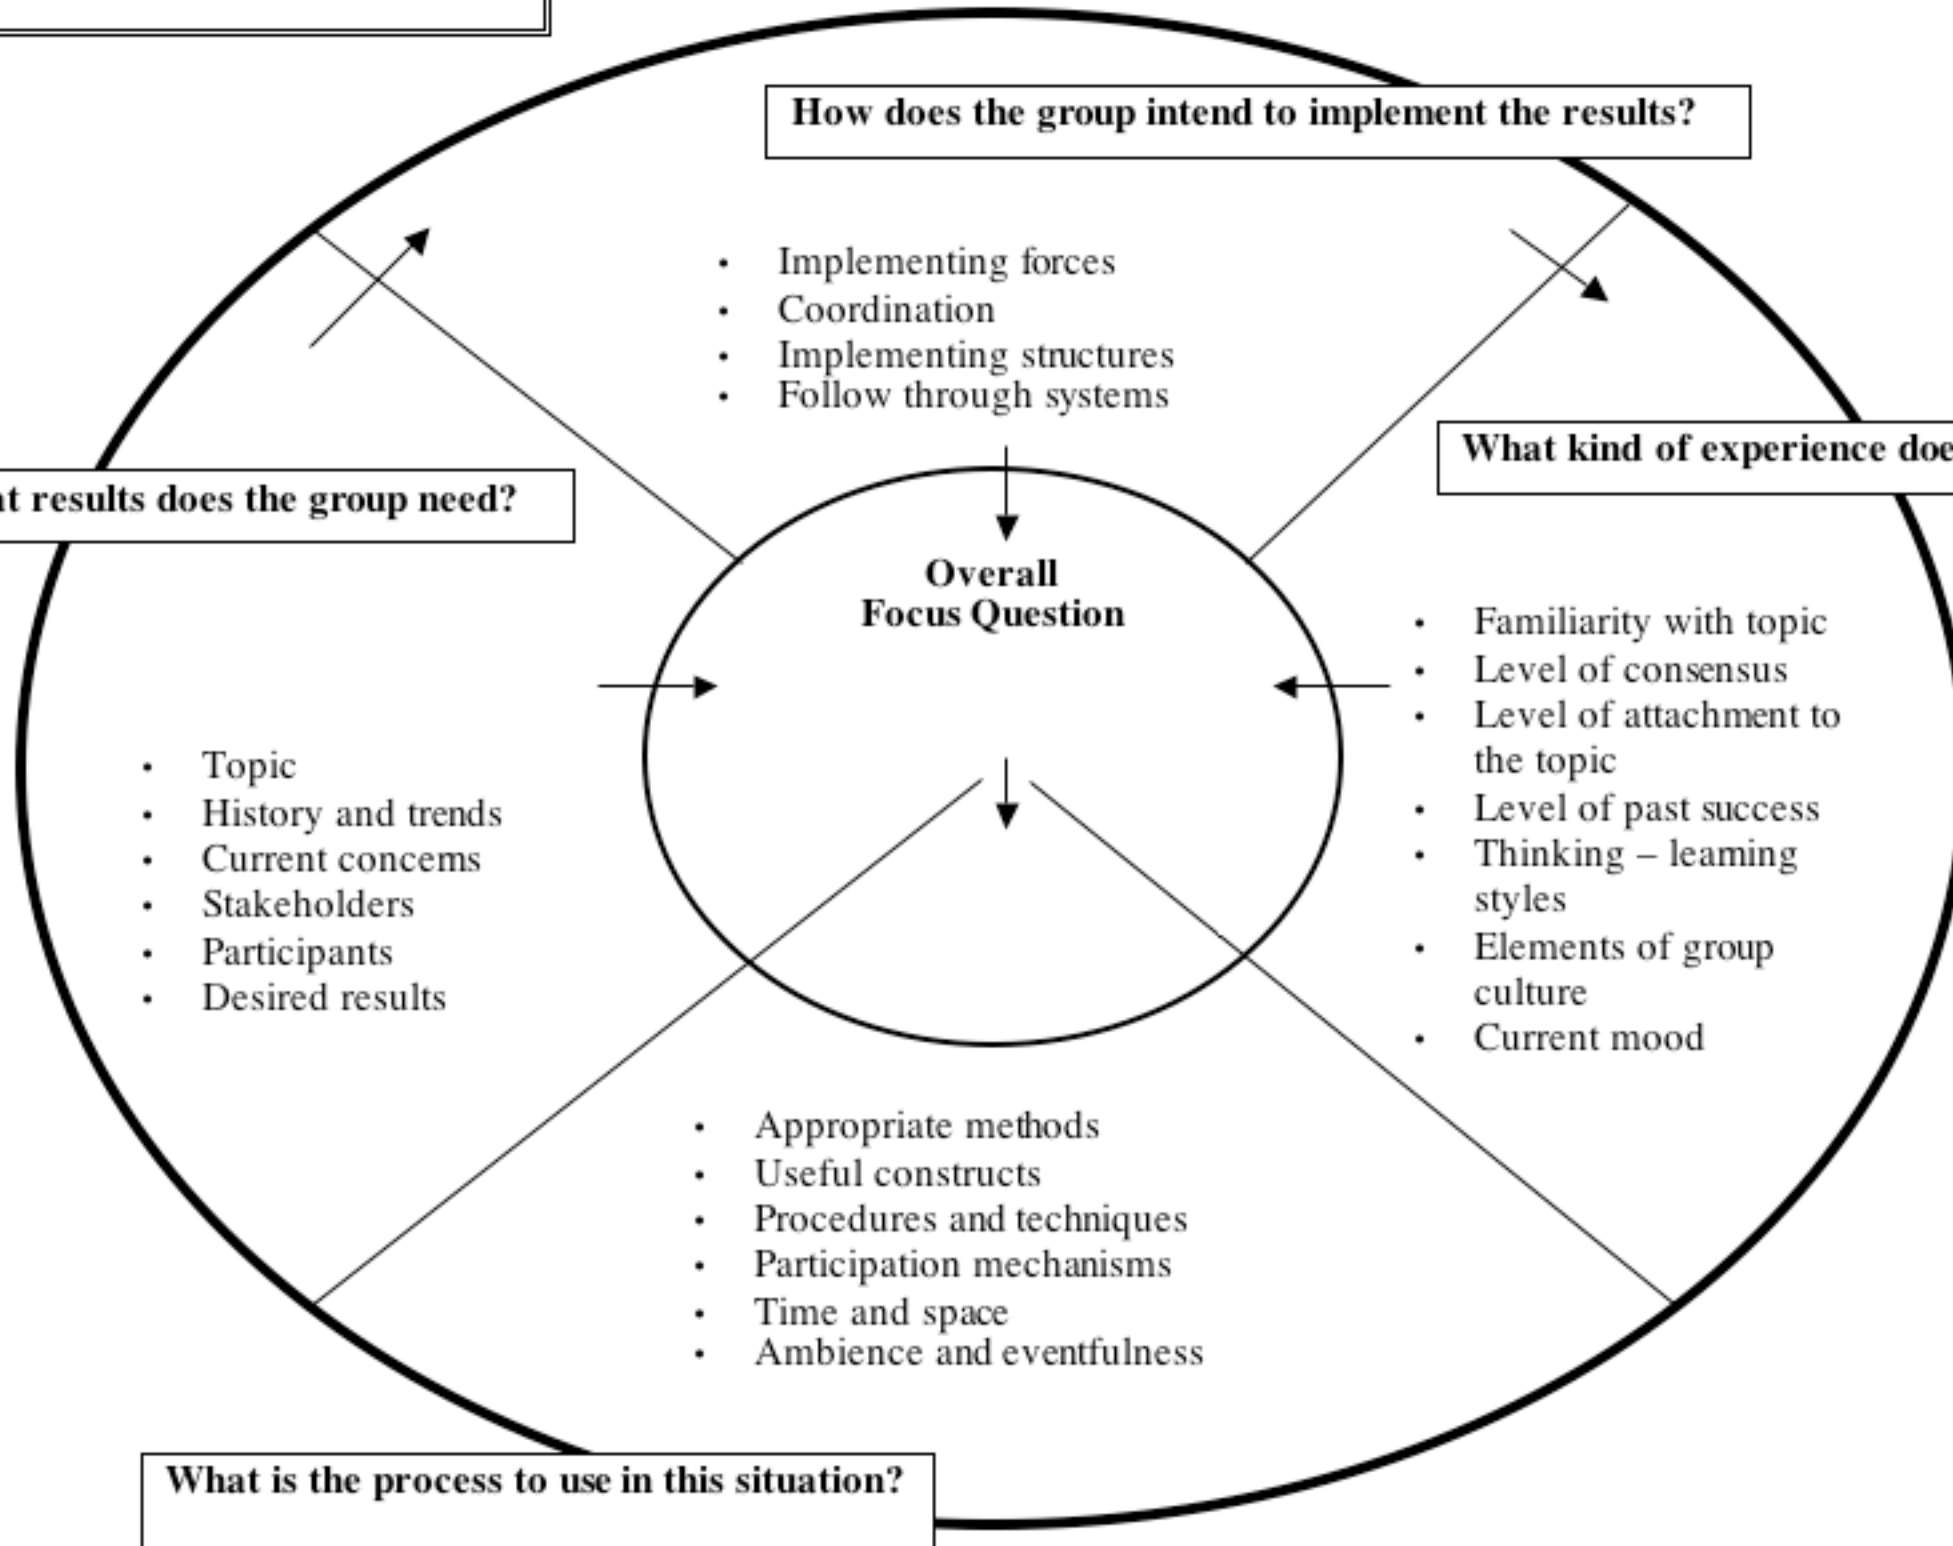 How does the group intend to implement the results?
• Implementing forces
• Coordination
• Implementing structures
• Follow through systems
results does the group need?
What kind of experience
Overall
Focus Question
• Topic
• History and trends
• Current concerns
• Stakeholders
• Participants
• Desired results
• Familiarity with topic
• Level of consensus
• Level of attachment to
the topic
• Level of past success
• Thinking – learning
styles
• Elements of group
culture
• Current mood
• Appropriate methods
• Useful constructs
• Procedures and techniques
• Participation mechanisms
• Time and space
• Ambience and eventfulness
What is the process to use in this situation?